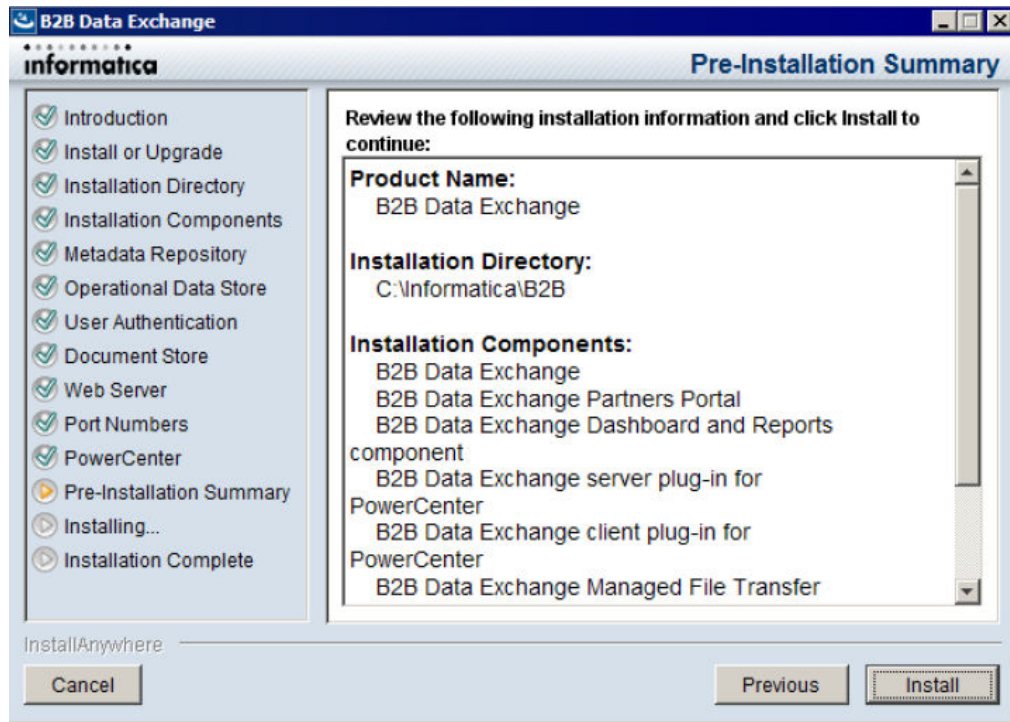 B2B Data Exchange
informatica
Pre-Installation Summary
Introduction
Install or Upgrade
Installation Directory
Installation Components
Metadata Repository
Operational Data Store
User Authentication
Document Store
Web Server
Port Numbers
PowerCenter
Pre-Installation Summary
Installing...
Installation Complete
Review the following installation information and click Install to
continue:
Product Name:
B2B Data Exchange
Installation Directory:
C:\Informatica\B2B
Installation Components:
B2B Data Exchange
B2B Data Exchange Partners Portal
B2B Data Exchange Dashboard and Reports
component
B2B Data Exchange server plug-in for
PowerCenter
B2B Data Exchange client plug-in for
PowerCenter
B2B Data Exchange Managed File Transfer
InstallAnywhere
Cancel
Previous
Install